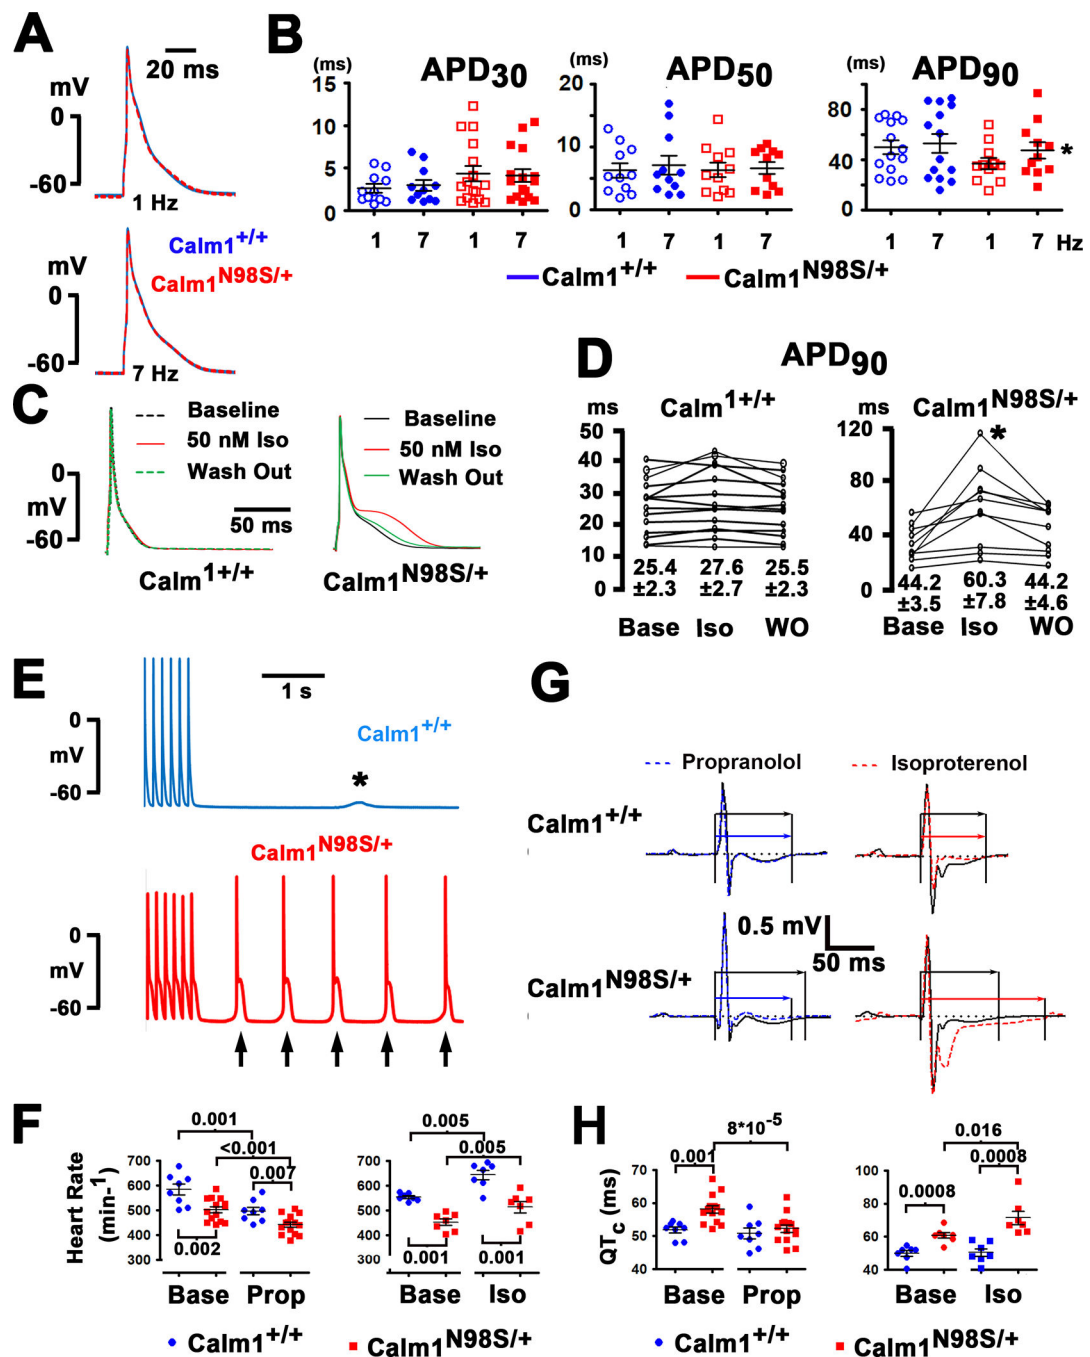 A
20 ms
mV
0
-60
1 Hz
Calm1+/+
Calm1N98S/+
mV
0
-60
7 Hz
B
(ms)
APD30
15
10
5
0
1 7 1 7
APD50
20
10
0
1 7 1 7
(ms)
APD90
80
40
0
*
1 7 1 7 Hz
Calm1+/+
Calm1N98S/+
C
Baseline
50 nM Iso
Wash Out
0
mV
-60
50 ms
Calm1+/+
Baseline
50 nM Iso
Wash Out
Calm1N98S/+
D
APD90
ms
Calm1+/+
50
40
30
20
10
0
25.4 27.6 25.5
±2.3 ±2.7 ±2.3
Base Iso WO
ms
Calm1N98S/+
120
*
80
40
0
44.2 60.3 44.2
±3.5 ±7.8 ±4.6
Base Iso WO
E
1 s
0
mV
-60
Calm1+/+
*
Calm1N98S/+
0
mV
-60
G
Propranolol
Isoproterenol
Calm1+/+
0.5 mV
50 ms
Calm1N98S/+
F
Heart Rate
(min-1)
0.001
<0.001
0.007
700
600
500
400
300
0.002
Base Prop
0.005
0.005
700
600
500
400
300
0.001 0.001
Base Iso
Calm1+/+
Calm1N98S/+
H
QTc (ms)
8*10-5
0.001
70
60
50
40
Base Prop
0.016
0.0008
0.0008
100
80
60
40
Base Iso
Calm1+/+
Calm1N98S/+